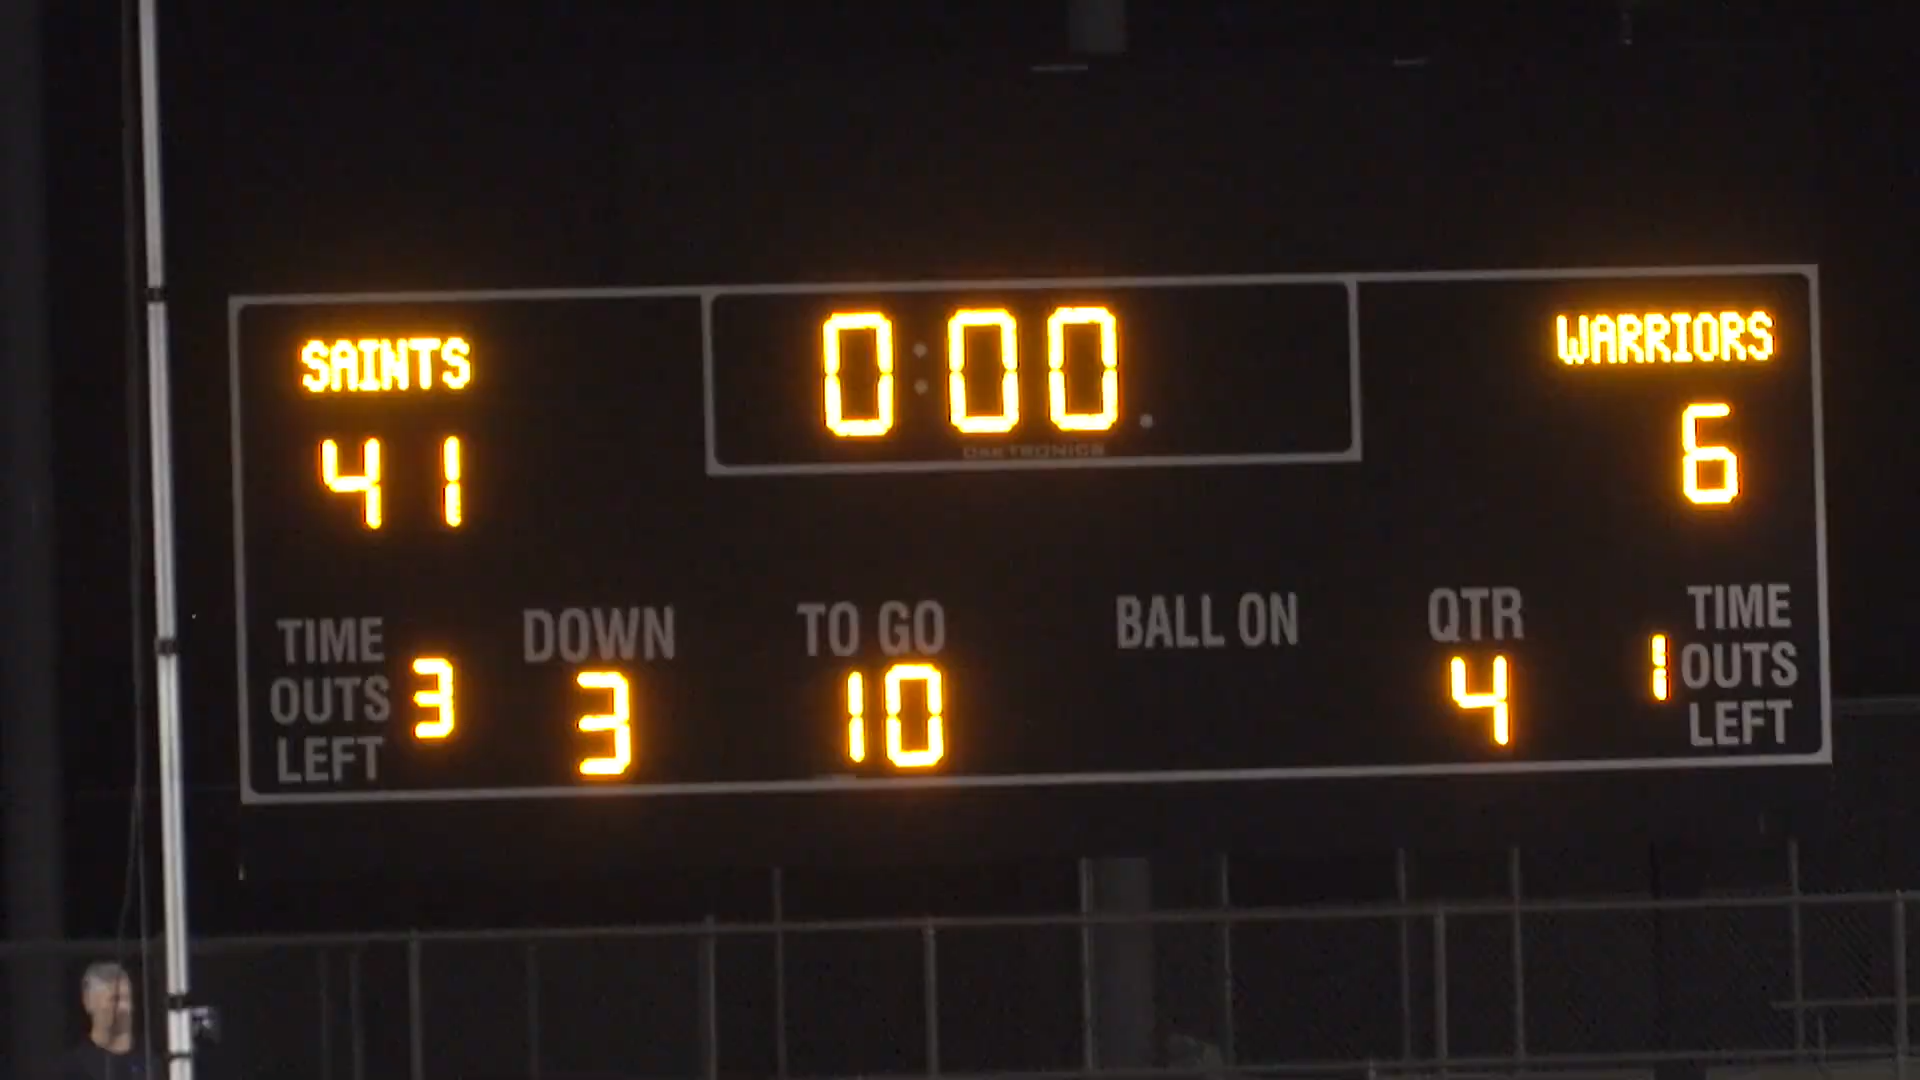 SAINTS
0:00
WARRIORS
41
DAKTRONICS
6
TIME OUTS LEFT 3
DOWN 3
TO GO 10
BALL ON
QTR 4
1 TIME OUTS LEFT